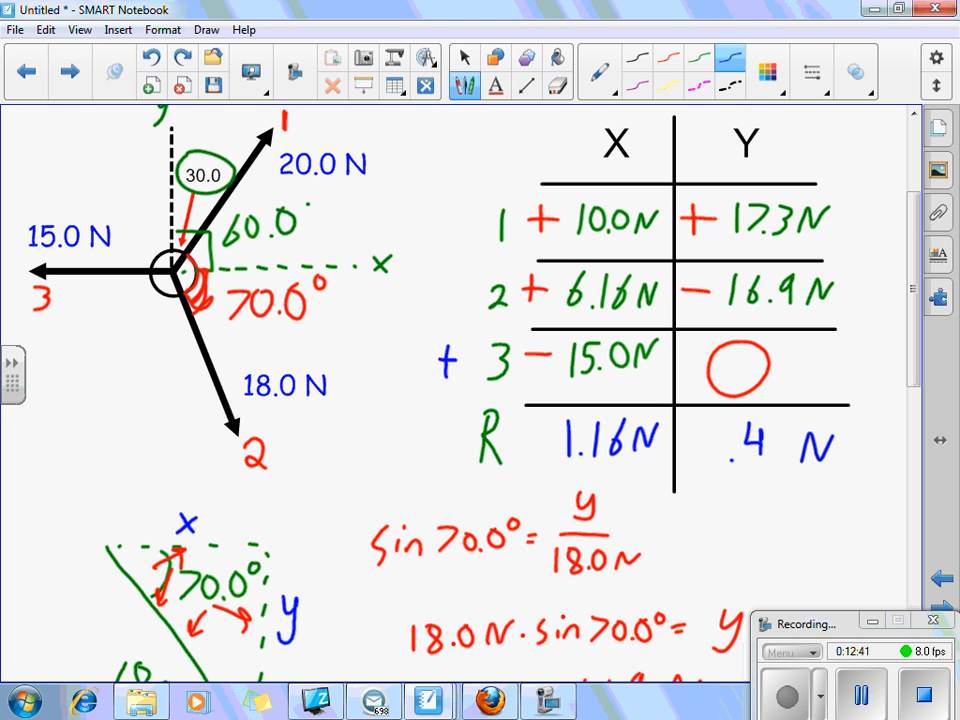 Untitled * - SMART Notebook
File Edit View Insert Format Draw Help
1
30.0
20.0 N
60.0°
15.0 N
x
3
70.0°
18.0 N
2
X Y
1 + 10.0N + 17.3N
2 + 6.16N - 16.9N
+ 3 - 15.0N O
R 1.16N .4 N
x
70.0°
y
sin 70.0° = y
18.0N
18.0N · sin 70.0° = y
Recording...
Menu
0:12:41
8.0 fps
698